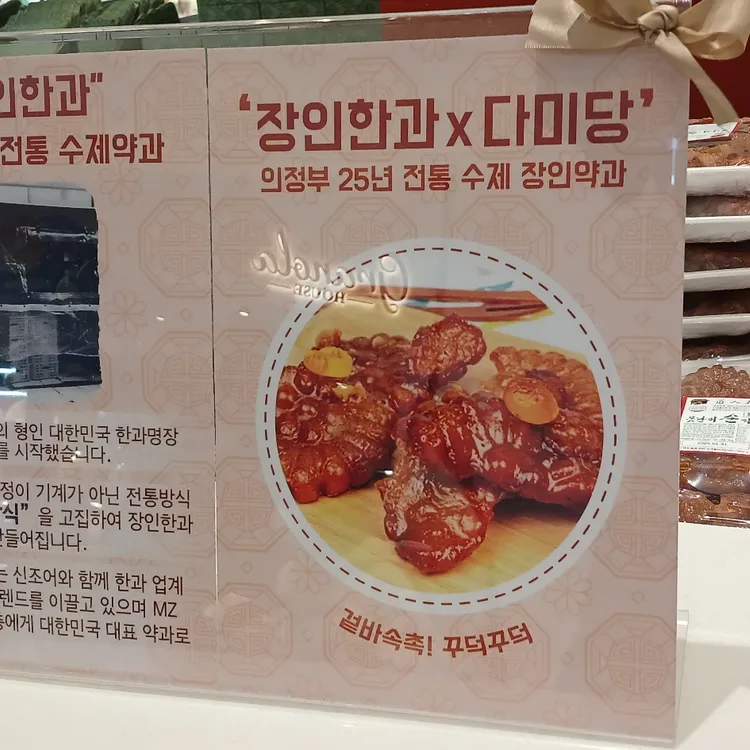 인한과"
전통 수제약과
의 형인 대한민국 한과명장
를 시작했습니다.
정이 기계가 아닌 전통방식
식" 을 고집하여 장인한과
만들어집니다.
는 신조어와 함께 한과 업계
렌드를 이끌고 있으며 MZ
층에게 대한민국 대표 약과로
'장인한과x다미당'
의정부 25년 전통 수제 장인약과
Granola
HOUSE
겉바속촉! 꾸덕꾸덕